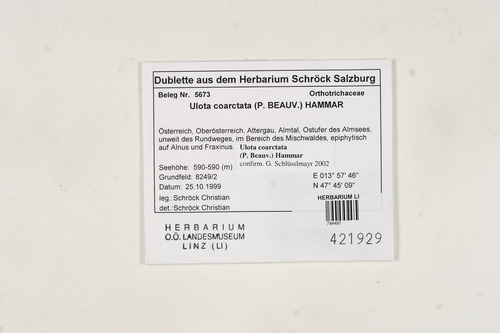 Dublette aus dem Herbarium Schröck Salzburg
Beleg Nr. 5673 Orthotrichaceae
Ulota coarctata (P. BEAUV.) HAMMAR
Österreich, Oberösterreich, Attergau, Almtal, Ostufer des Almsees,
unweit des Rundweges, im Bereich des Mischwaldes, epiphytisch
auf Alnus und Fraxinus.
Ulota coarctata
(P. Beauv.) Hammar
confirm. G. Schlüsslmayr 2002
Seehöhe: 590-590 (m)
Grundfeld: 8249/2
Datum: 25.10.1999
leg.: Schröck Christian
det.: Schröck Christian
E 013° 57' 46"
N 47° 45' 09"
HERBARIUM LI
794497
HERBARIUM
O.Ö. LANDESMUSEUM
LINZ (LI)
421929